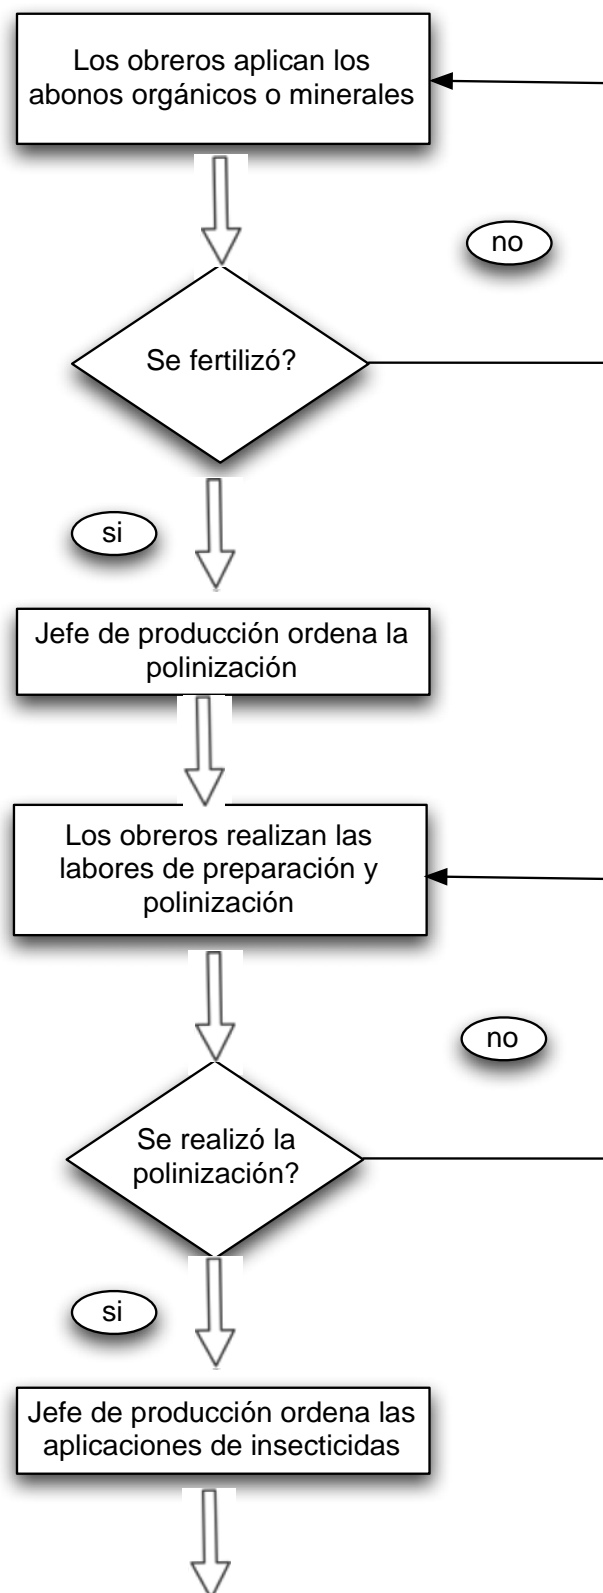 Los obreros aplican los
abonos orgánicos o minerales
no
Se fertilizó?
si
Jefe de producción ordena la
polinización
Los obreros realizan las
labores de preparación y
polinización
no
Se realizó la
polinización?
si
Jefe de producción ordena las
aplicaciones de insecticidas